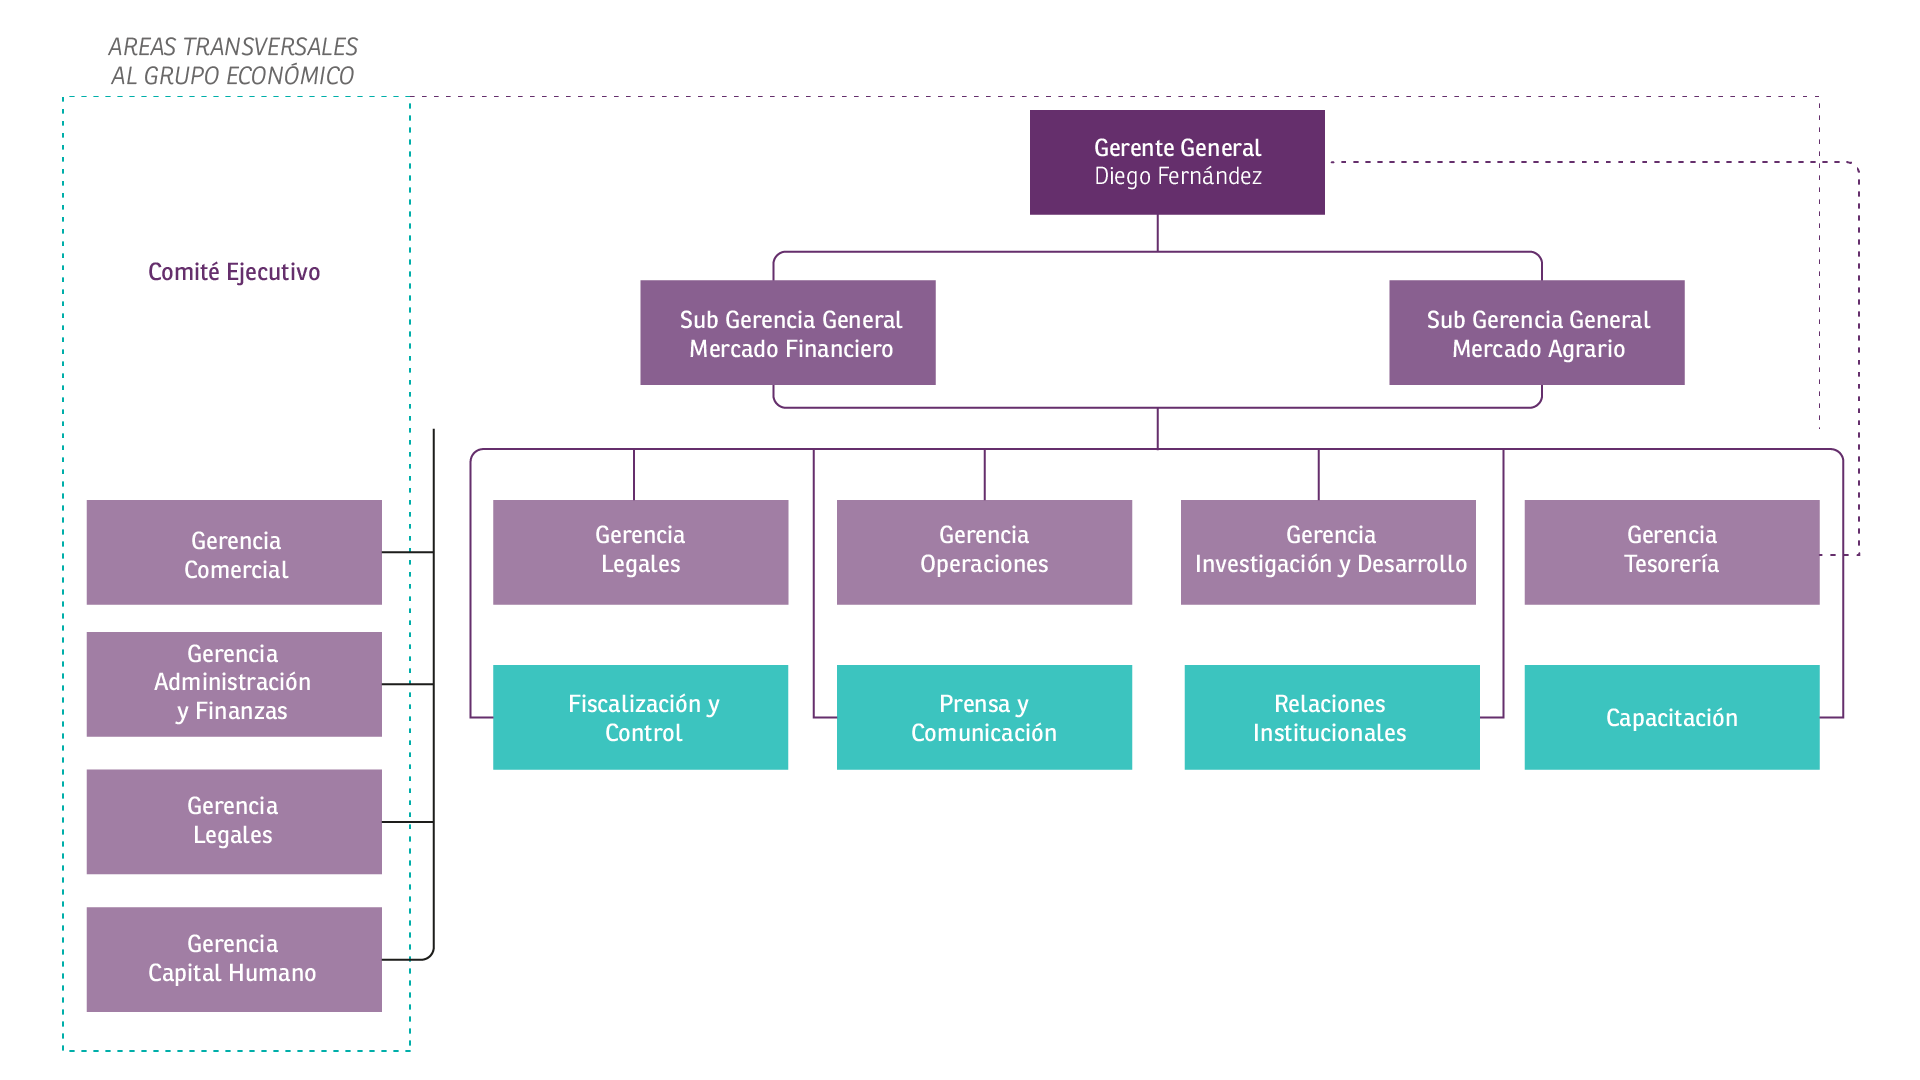 AREAS TRANSVERSALES
AL GRUPO ECONÓMICO
Gerente General
Diego Fernández
Comité Ejecutivo
Sub Gerencia General
Mercado Financiero
Sub Gerencia General
Mercado Agrario
Gerencia
Comercial
Gerencia
Administración
y Finanzas
Gerencia
Legales
Gerencia
Capital Humano
Gerencia
Legales
Gerencia
Operaciones
Gerencia
Investigación y Desarrollo
Gerencia
Tesorería
Fiscalización y
Control
Prensa y
Comunicación
Relaciones
Institucionales
Capacitación